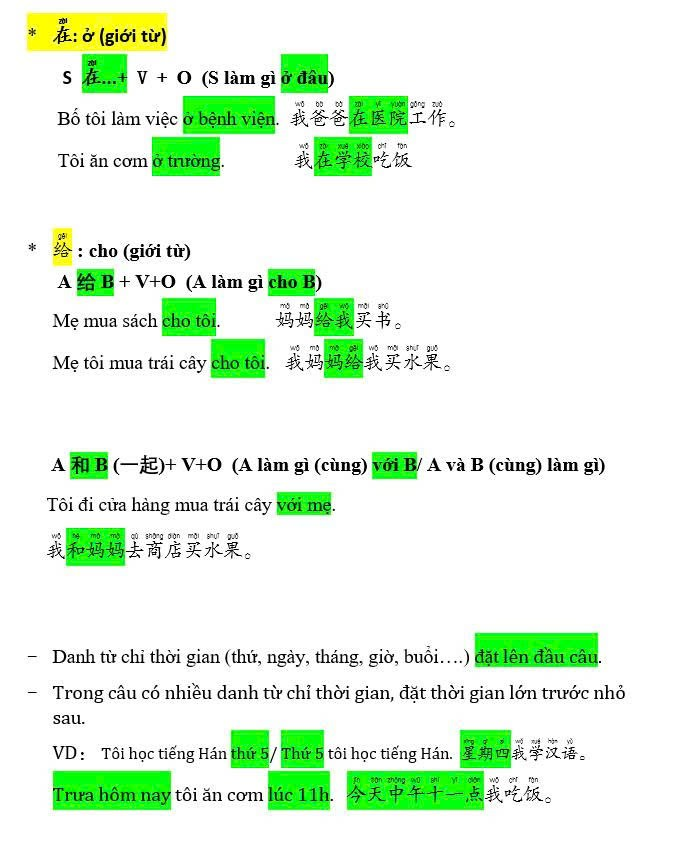 * 在: ở (giới từ)
S 在…+ V + O (S làm gì ở đâu)
Bố tôi làm việc ở bệnh viện. 我爸爸在医院工作。
Tôi ăn cơm ở trường. 我在学校吃饭
* 给 : cho (giới từ)
A 给 B + V+O (A làm gì cho B)
Mẹ mua sách cho tôi. 妈妈给我买书。
Mẹ tôi mua trái cây cho tôi. 我妈妈给我买水果。
A 和 B (一起)+ V+O (A làm gì (cùng) với B/ A và B (cùng) làm gì)
Tôi đi cửa hàng mua trái cây với mẹ.
我和妈妈去商店买水果。
− Danh từ chỉ thời gian (thứ, ngày, tháng, giờ, buổi….) đặt lên đầu câu.
− Trong câu có nhiều danh từ chỉ thời gian, đặt thời gian lớn trước nhỏ
sau.
VD： Tôi học tiếng Hán thứ 5/ Thứ 5 tôi học tiếng Hán. 星期四我学汉语。
Trưa hôm nay tôi ăn cơm lúc 11h. 今天中午十一点我吃饭。